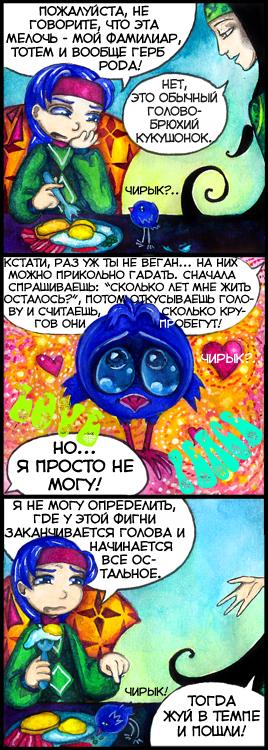 ПОЖАЛУЙСТА, НЕ
ГОВОРИТЕ, ЧТО ЭТА
МЕЛОЧЬ - МОЙ ФАМИЛИАР,
ТОТЕМ И ВООБЩЕ ГЕРБ
РОДА!
НЕТ,
ЭТО ОБЫЧНЫЙ
ГОЛОВО-
БРЮХИЙ
КУКУШОНОК.
ЧИРЫК?..
КСТАТИ, РАЗ УЖ ТЫ НЕ ВЕГАН... НА НИХ
МОЖНО ПРИКОЛЬНО ГАДАТЬ. СНАЧАЛА
СПРАШИВАЕШЬ: "СКОЛЬКО ЛЕТ МНЕ ЖИТЬ
ОСТАЛОСЬ?", ПОТОМ ОТКУСЫВАЕШЬ ГОЛО-
ВУ И СЧИТАЕШЬ, СКОЛЬКО КРУ-
ГОВ ОНИ ПРОБЕГУТ!
ЧИРЫК?
НО...
Я ПРОСТО НЕ
МОГУ!
Я НЕ МОГУ ОПРЕДЕЛИТЬ,
ГДЕ У ЭТОЙ ФИГНИ
ЗАКАНЧИВАЕТСЯ ГОЛОВА И
НАЧИНАЕТСЯ
ВСЕ ОС-
ТАЛЬНОЕ.
ЧИРЫК!
ТОГДА
ЖУЙ В ТЕМПЕ
И ПОШЛИ!